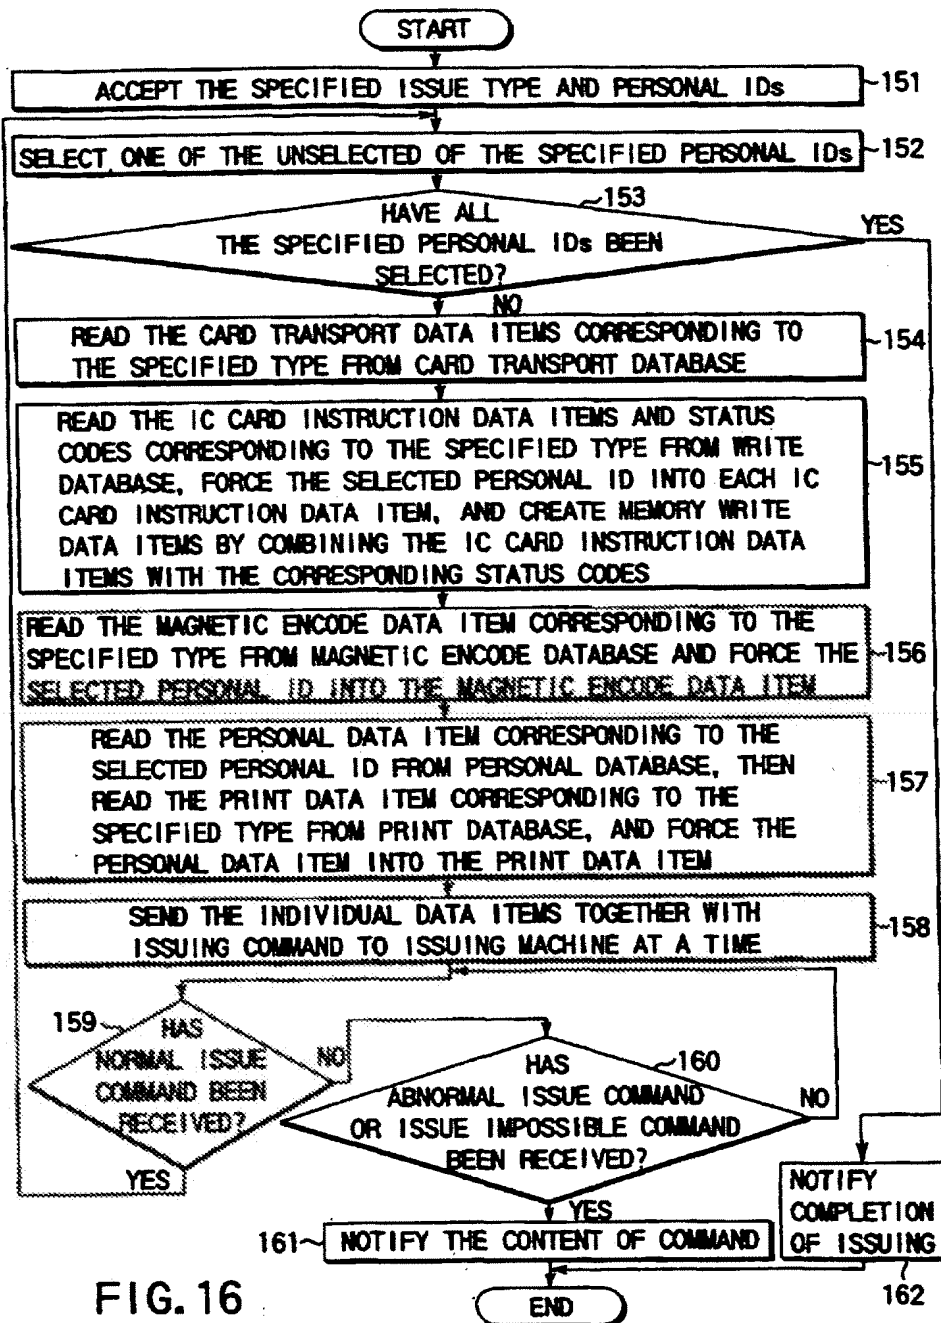 START
ACCEPT THE SPECIFIED ISSUE TYPE AND PERSONAL IDs
151
SELECT ONE OF THE UNSELECTED OF THE SPECIFIED PERSONAL IDs
152
153
HAVE ALL
THE SPECIFIED PERSONAL IDs BEEN
SELECTED?
YES
NO
READ THE CARD TRANSPORT DATA ITEMS CORRESPONDING TO
THE SPECIFIED TYPE FROM CARD TRANSPORT DATABASE
154
READ THE IC CARD INSTRUCTION DATA ITEMS AND STATUS
CODES CORRESPONDING TO THE SPECIFIED TYPE FROM WRITE
DATABASE, FORCE THE SELECTED PERSONAL ID INTO EACH IC
CARD INSTRUCTION DATA ITEM, AND CREATE MEMORY WRITE
DATA ITEMS BY COMBINING THE IC CARD INSTRUCTION DATA
ITEMS WITH THE CORRESPONDING STATUS CODES
155
READ THE MAGNETIC ENCODE DATA ITEM CORRESPONDING TO THE
SPECIFIED TYPE FROM MAGNETIC ENCODE DATABASE AND FORCE THE
SELECTED PERSONAL ID INTO THE MAGNETIC ENCODE DATA ITEM
156
READ THE PERSONAL DATA ITEM CORRESPONDING TO THE
SELECTED PERSONAL ID FROM PERSONAL DATABASE, THEN
READ THE PRINT DATA ITEM CORRESPONDING TO THE
SPECIFIED TYPE FROM PRINT DATABASE, AND FORCE THE
PERSONAL DATA ITEM INTO THE PRINT DATA ITEM
157
SEND THE INDIVIDUAL DATA ITEMS TOGETHER WITH
ISSUING COMMAND TO ISSUING MACHINE AT A TIME
158
159
HAS
NORMAL ISSUE
COMMAND BEEN
RECEIVED?
NO
YES
160
HAS
ABNORMAL ISSUE COMMAND
OR ISSUE IMPOSSIBLE COMMAND
BEEN RECEIVED?
NO
YES
161
NOTIFY THE CONTENT OF COMMAND
NOTIFY
COMPLETION
OF ISSUING
162
END
FIG. 16